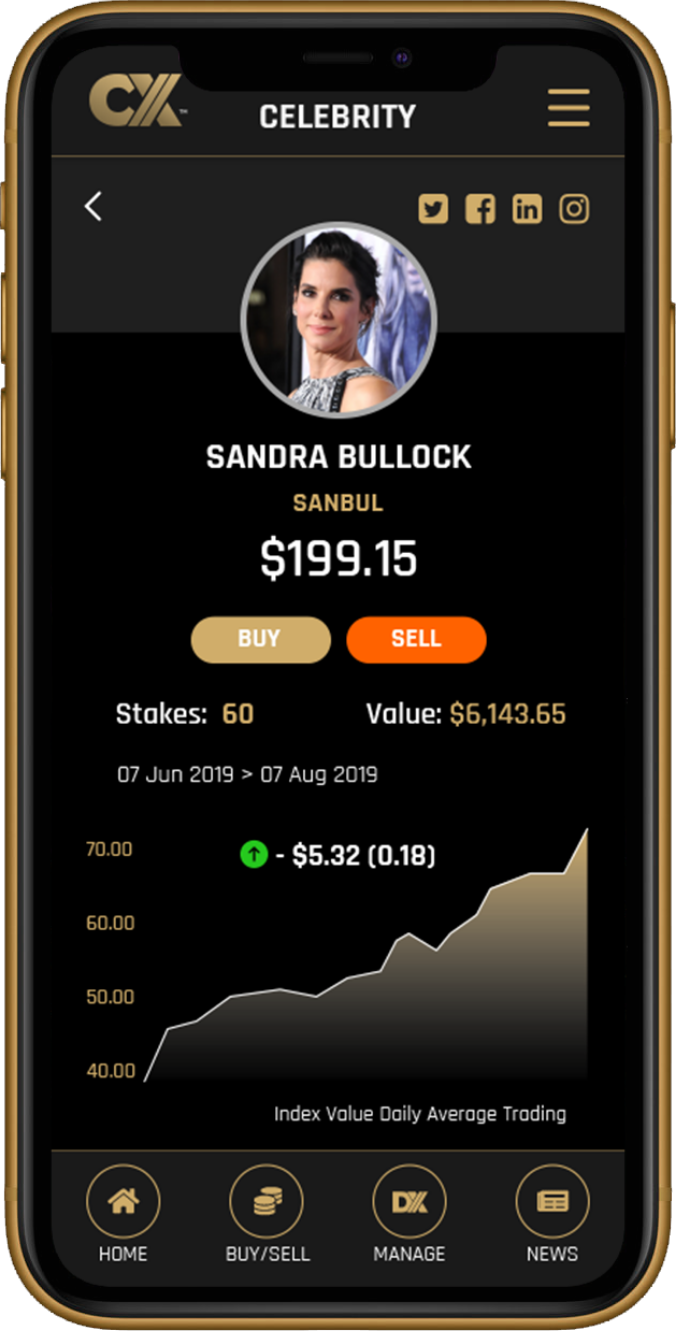 CX™
CELEBRITY
SANDRA BULLOCK
SANBUL
$199.15
BUY SELL
Stakes: 60 Value: $6,143.65
07 Jun 2019 > 07 Aug 2019
70.00
- $5.32 (0.18)
60.00
50.00
40.00
Index Value Daily Average Trading
DX
HOME BUY/SELL MANAGE NEWS